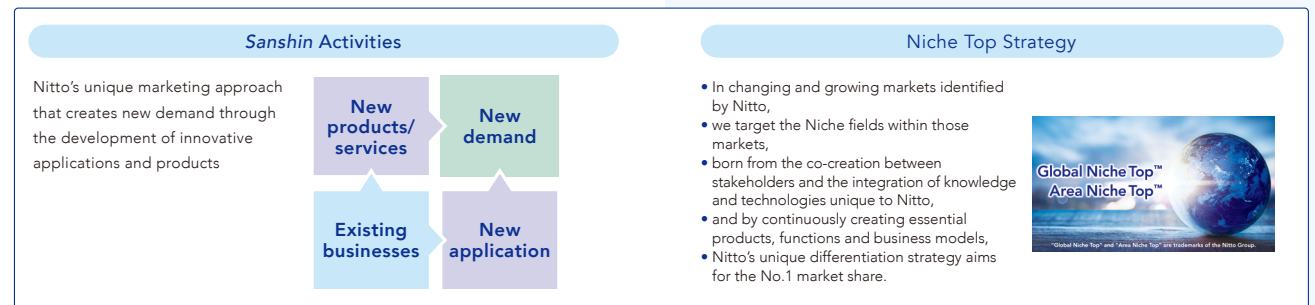 Sanshin Activities
Nitto's unique marketing approach
that creates new demand through
the development of innovative
applications and products
New
products/
services
New
demand
Existing
businesses
New
application
Niche Top Strategy
• In changing and growing markets identified
by Nitto,
• we target the Niche fields within those
markets,
• born from the co-creation between
stakeholders and the integration of knowledge
and technologies unique to Nitto,
• and by continuously creating essential
products, functions and business models,
• Nitto's unique differentiation strategy aims
for the No.1 market share.
Global Niche Top™
Area Niche Top™
"Global Niche Top" and "Area Niche Top" are trademarks of the Nitto Group.